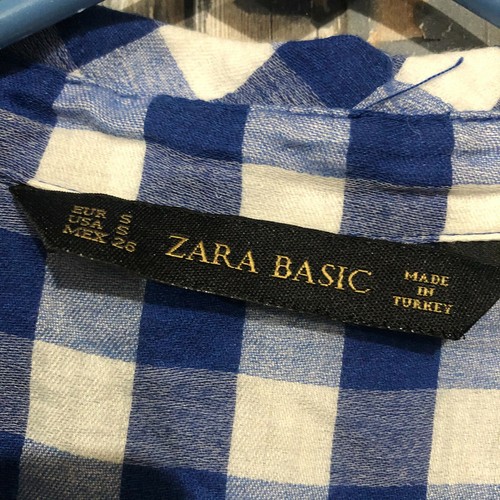 EUR S
USA S
MEX 26
ZARA BASIC
MADE
IN
TURKEY